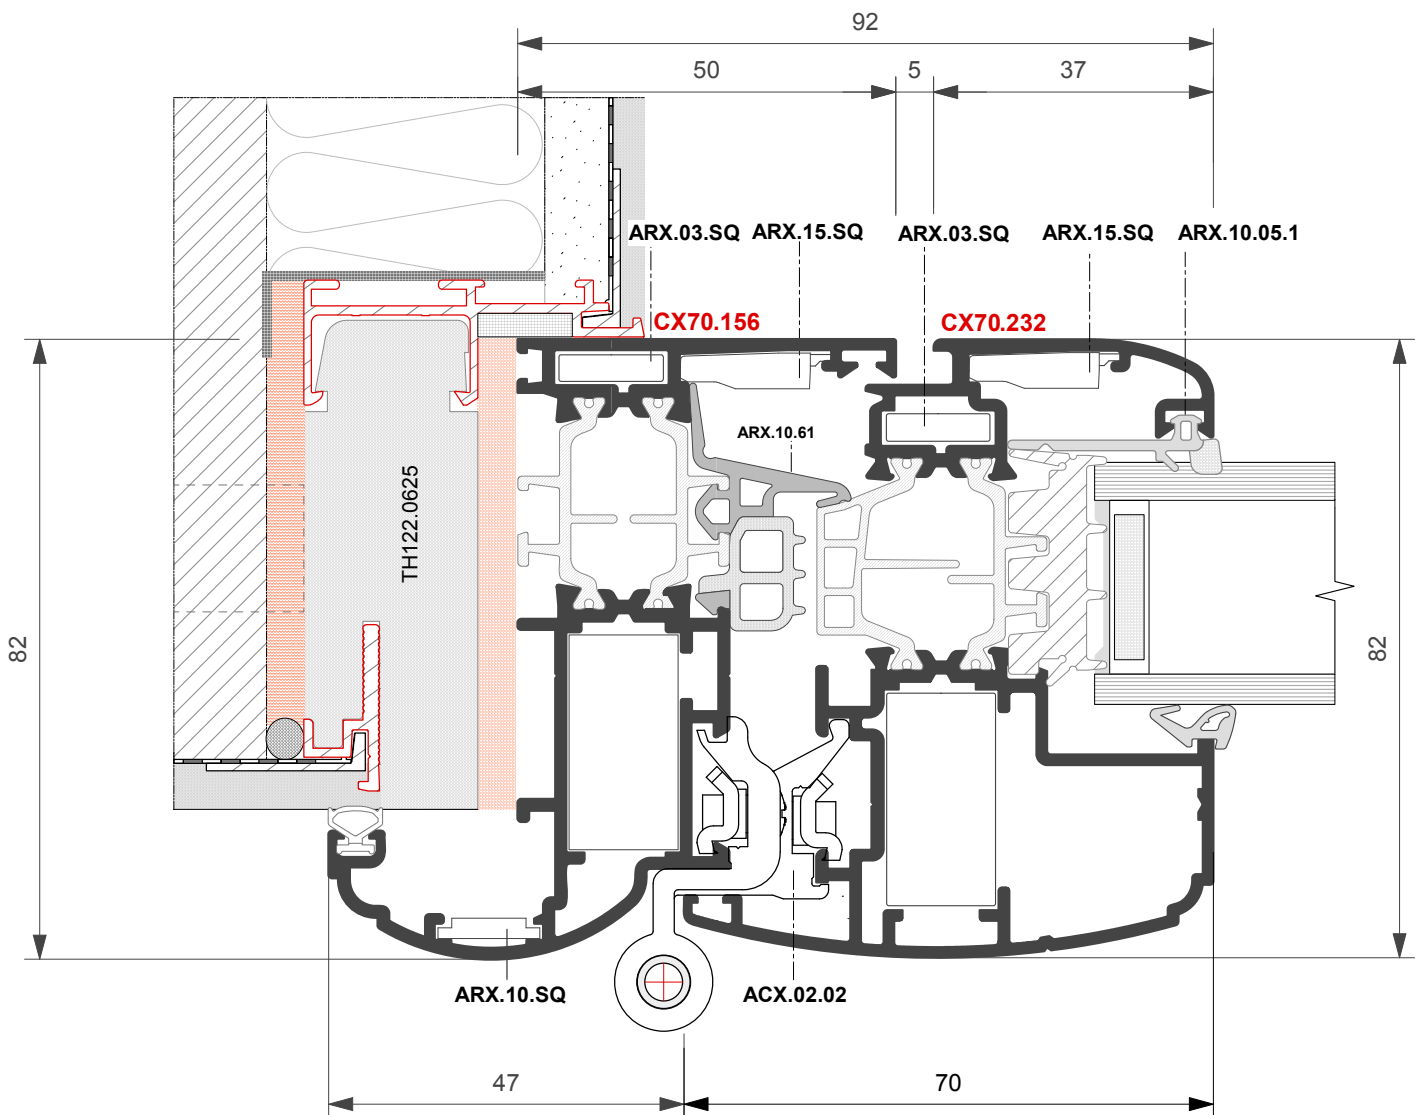 92
50
5
37
ARX.03.SQ
ARX.15.SQ
ARX.03.SQ
ARX.15.SQ
ARX.10.05.1
CX70.156
CX70.232
ARX.10.61
TH122.0625
82
82
ARX.10.SQ
ACX.02.02
47
70